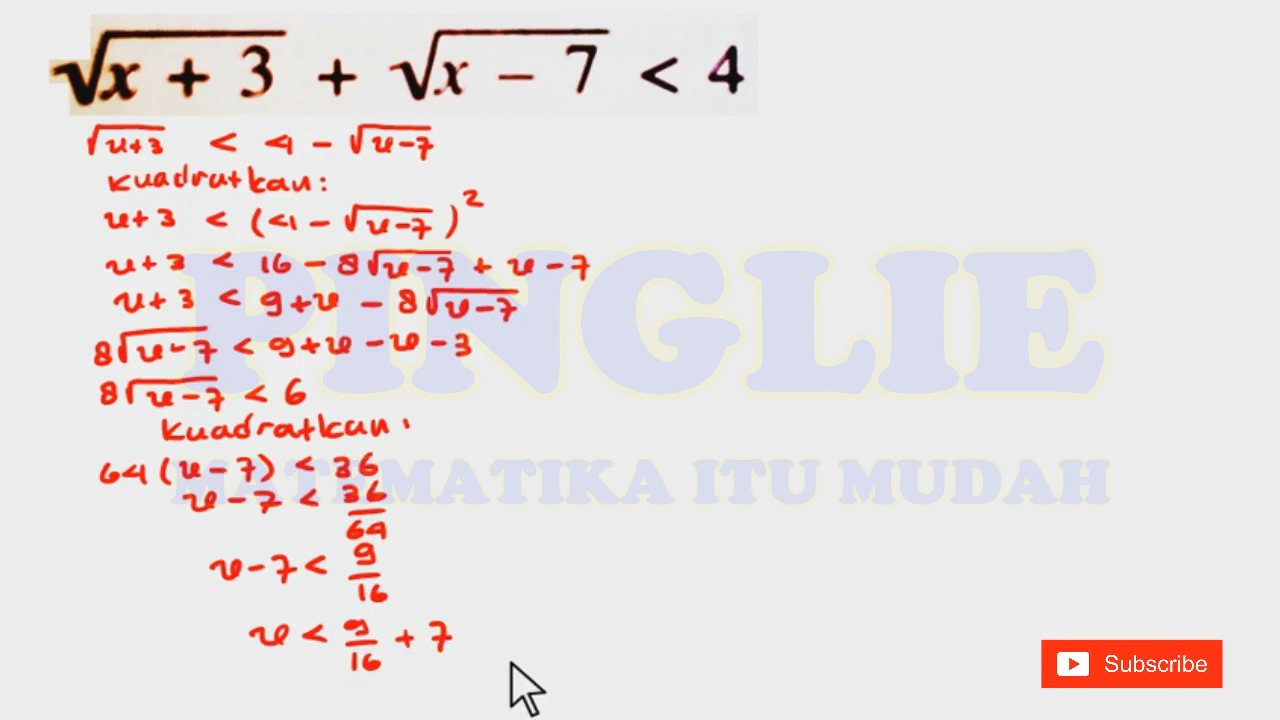 √x + 3 + √x − 7 < 4
√x+3 < 4 − √x−7
Kuadratkan:
x+3 < (4 − √x−7)²
x+3 < 16 − 8√x−7 + x − 7
x+3 < 9+x − 8√x−7
8√x−7 < 9+x − x − 3
8√x−7 < 6
Kuadratkan:
64(x−7) < 36
x−7 < 36/64
x−7 < 9/16
x < 9/16 + 7
PINGLIE
MATEMATIKA ITU MUDAH
Subscribe